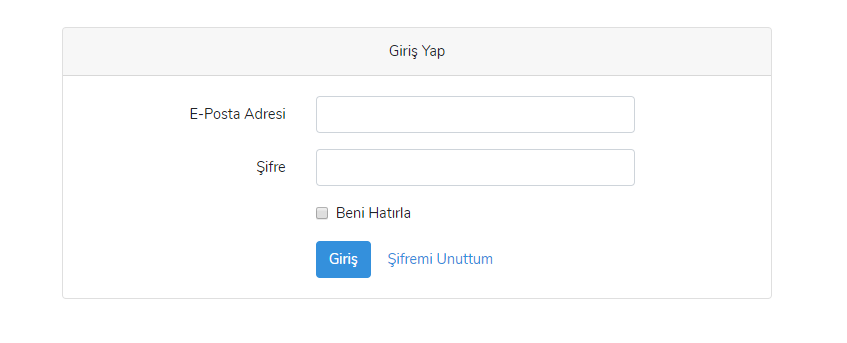 Giriş Yap
E-Posta Adresi
Şifre
Beni Hatırla
Giriş Şifremi Unuttum